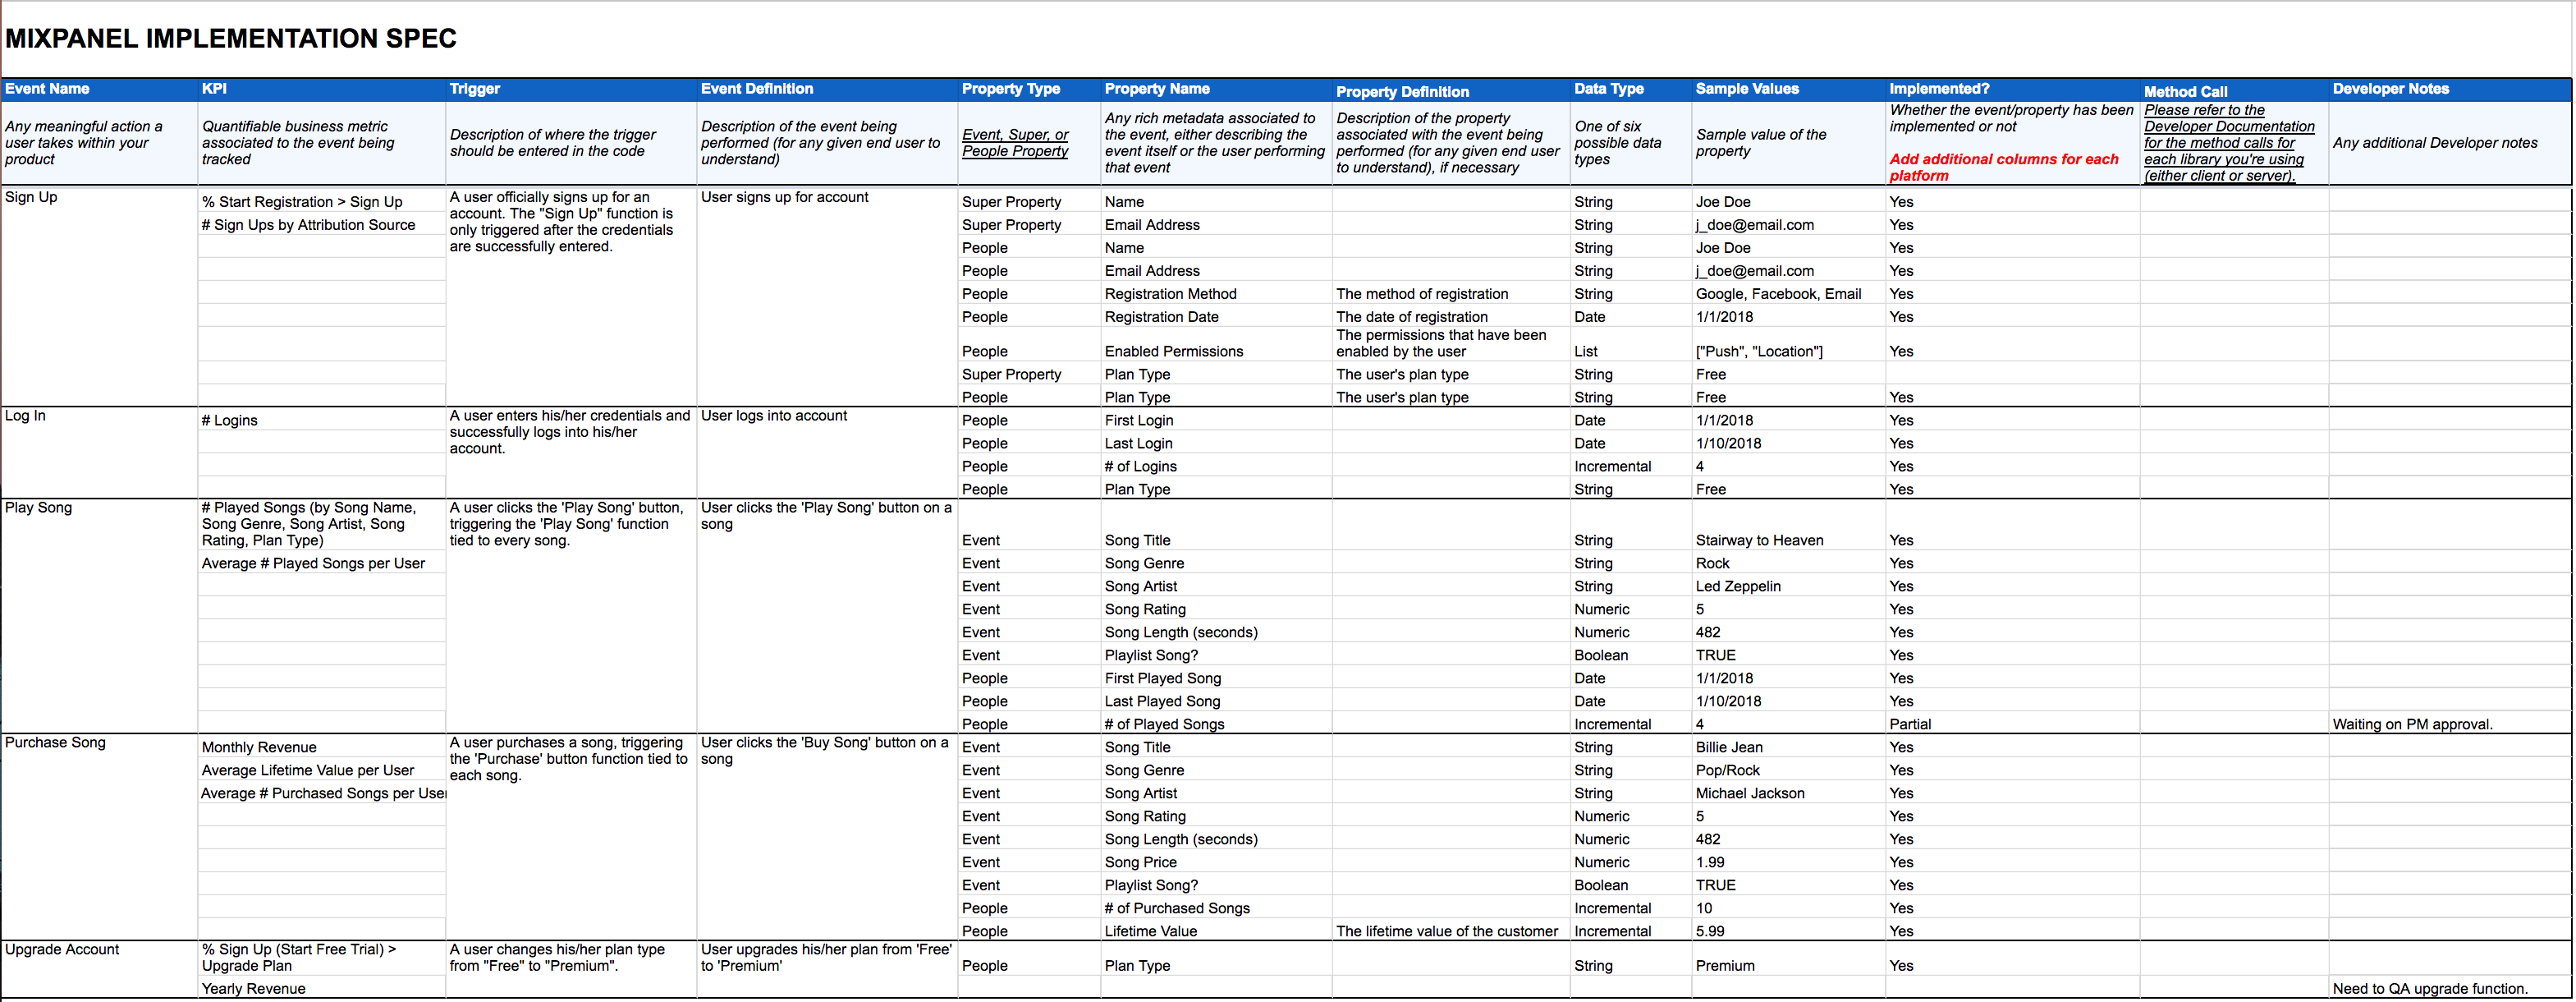 MIXPANEL IMPLEMENTATION SPEC
Event Name KPI Trigger Event Definition Property Type Property Name Property Definition Data Type Sample Values Implemented? Method Call Developer Notes
Any meaningful action a
user takes within your
product
Quantifiable business metric
associated to the event being
tracked
Description of where the trigger
should be entered in the code
Description of the event being
performed (for any given end user to
understand)
Event, Super, or
People Property
Any rich metadata associated to
the event, either describing the
event itself or the user performing
that event
Description of the property
associated with the event being
performed (for any given end user
to understand), if necessary
One of six
possible data
types
Sample value of the
property
Whether the event/property has been
implemented or not
Add additional columns for each
platform
Please refer to the
Developer Documentation
for the method calls for
each library you're using
(either client or server).
Any additional Developer notes
Sign Up
% Start Registration > Sign Up
# Sign Ups by Attribution Source
A user officially signs up for an
account. The "Sign Up" function is
only triggered after the credentials
are successfully entered.
User signs up for account
Super Property Name String Joe Doe Yes
Super Property Email Address String j_doe@email.com Yes
People Name String Joe Doe Yes
People Email Address String j_doe@email.com Yes
People Registration Method The method of registration String Google, Facebook, Email Yes
People Registration Date The date of registration Date 1/1/2018 Yes
The permissions that have been
People Enabled Permissions enabled by the user List ["Push", "Location"] Yes
Super Property Plan Type The user's plan type String Free
People Plan Type The user's plan type String Free Yes
Log In
# Logins
A user enters his/her credentials and
successfully logs into his/her
account.
User logs into account
People First Login Date 1/1/2018 Yes
People Last Login Date 1/10/2018 Yes
People # of Logins Incremental 4 Yes
People Plan Type String Free Yes
Play Song
# Played Songs (by Song Name,
Song Genre, Song Artist, Song
Rating, Plan Type)
Average # Played Songs per User
A user clicks the 'Play Song' button,
triggering the 'Play Song' function
tied to every song.
User clicks the 'Play Song' button on a
song
Event Song Title String Stairway to Heaven Yes
Event Song Genre String Rock Yes
Event Song Artist String Led Zeppelin Yes
Event Song Rating Numeric 5 Yes
Event Song Length (seconds) Numeric 482 Yes
Event Playlist Song? Boolean TRUE Yes
People First Played Song Date 1/1/2018 Yes
People Last Played Song Date 1/10/2018 Yes
People # of Played Songs Incremental 4 Partial Waiting on PM approval.
Purchase Song
Monthly Revenue
Average Lifetime Value per User
Average # Purchased Songs per User
A user purchases a song, triggering
the 'Purchase' button function tied to
each song.
User clicks the 'Buy Song' button on a
song
Event Song Title String Billie Jean Yes
Event Song Genre String Pop/Rock Yes
Event Song Artist String Michael Jackson Yes
Event Song Rating Numeric 5 Yes
Event Song Length (seconds) Numeric 482 Yes
Event Song Price Numeric 1.99 Yes
Event Playlist Song? Boolean TRUE Yes
People # of Purchased Songs Incremental 10 Yes
People Lifetime Value The lifetime value of the customer Incremental 5.99 Yes
Upgrade Account
% Sign Up (Start Free Trial) >
Upgrade Plan
Yearly Revenue
A user changes his/her plan type
from "Free" to "Premium".
User upgrades his/her plan from 'Free'
to 'Premium'
People Plan Type String Premium Yes
Need to QA upgrade function.